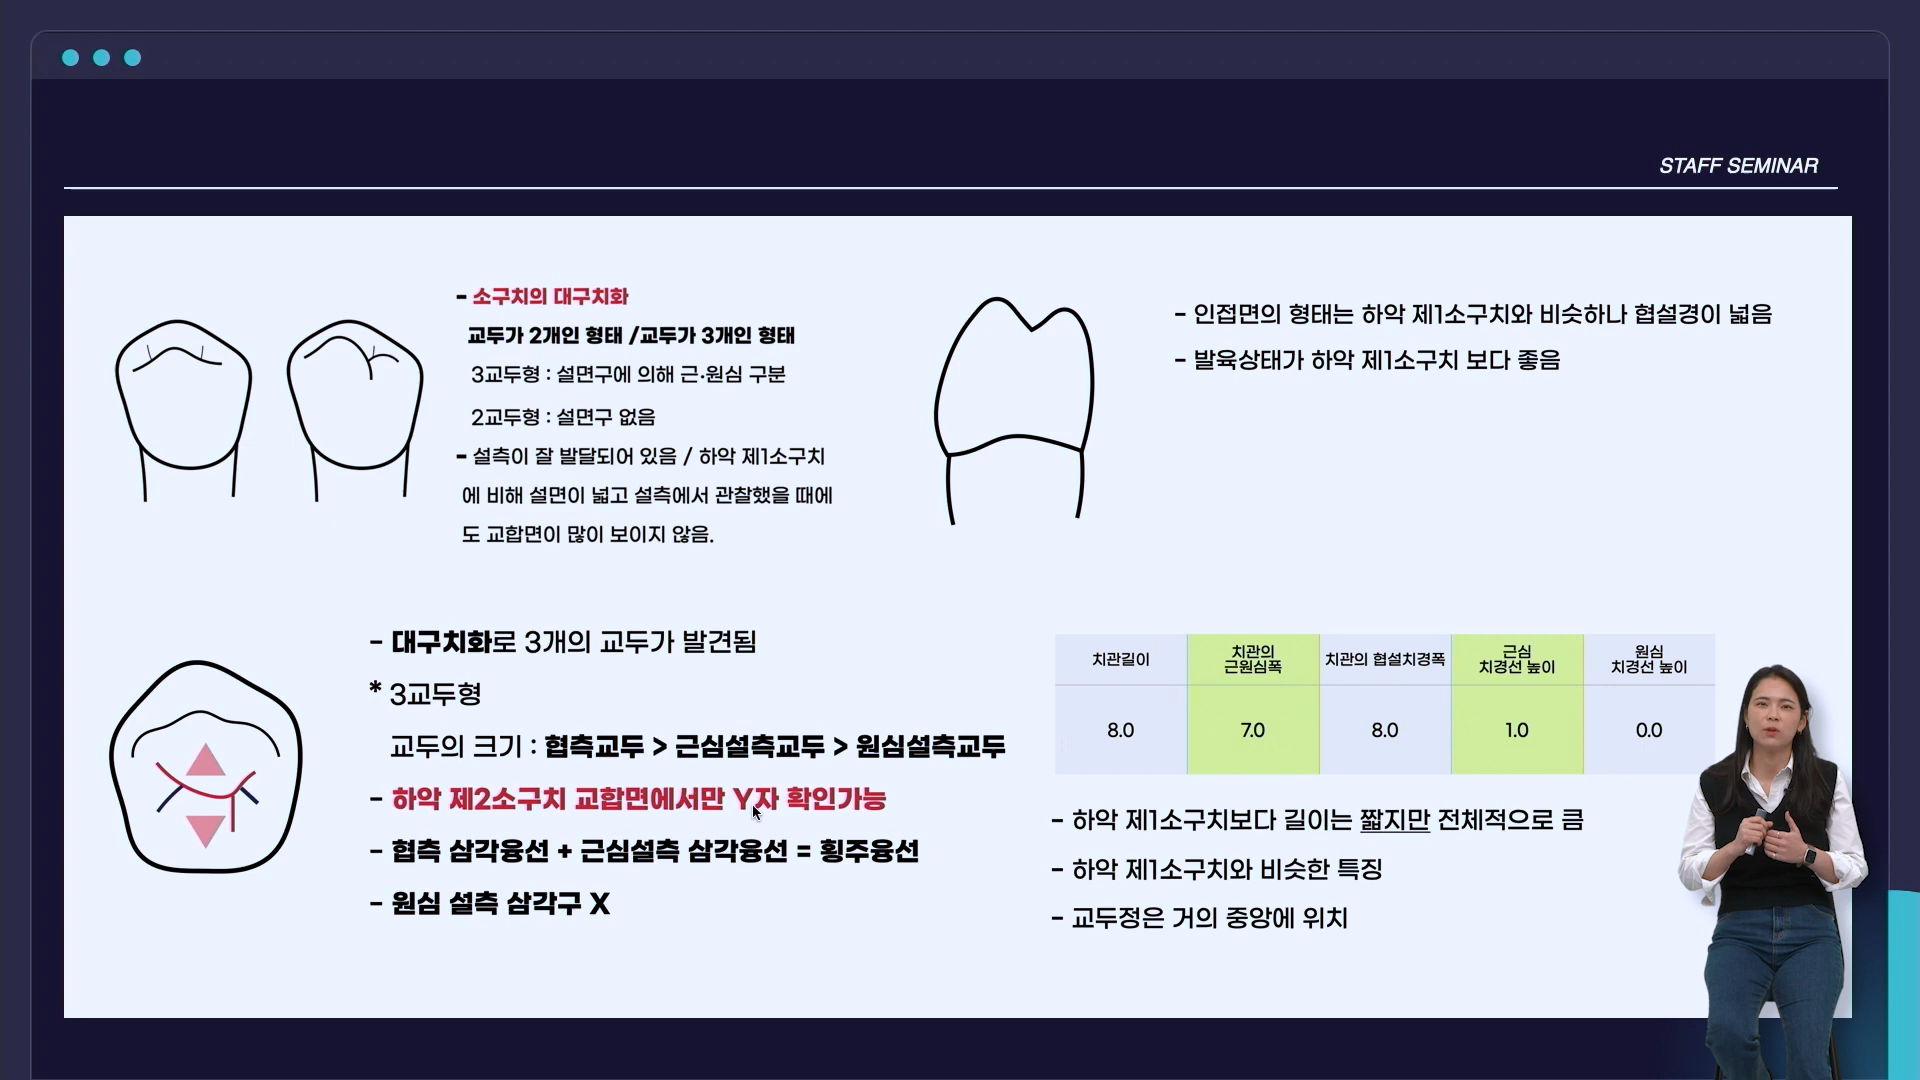 STAFF SEMINAR
- 소구치의 대구치화
교두가 2개인 형태 /교두가 3개인 형태
3교두형 : 설면구에 의해 근·원심 구분
2교두형 : 설면구 없음
- 설측이 잘 발달되어 있음 / 하악 제1소구치
에 비해 설면이 넓고 설측에서 관찰했을 때에
도 교합면이 많이 보이지 않음.
- 인접면의 형태는 하악 제1소구치와 비슷하나 협설경이 넓음
- 발육상태가 하악 제1소구치 보다 좋음
- 대구치화로 3개의 교두가 발견됨
* 3교두형
교두의 크기 : 협측교두 > 근심설측교두 > 원심설측교두
- 하악 제2소구치 교합면에서만 Y자 확인가능
- 협측 삼각융선 + 근심설측 삼각융선 = 횡주융선
- 원심 설측 삼각구 X
치관길이 치관의 근원심폭 치관의 협설치경폭 근심 치경선 높이 원심 치경선 높이
8.0 7.0 8.0 1.0 0.0
- 하악 제1소구치보다 길이는 짧지만 전체적으로 큼
- 하악 제1소구치와 비슷한 특징
- 교두정은 거의 중앙에 위치